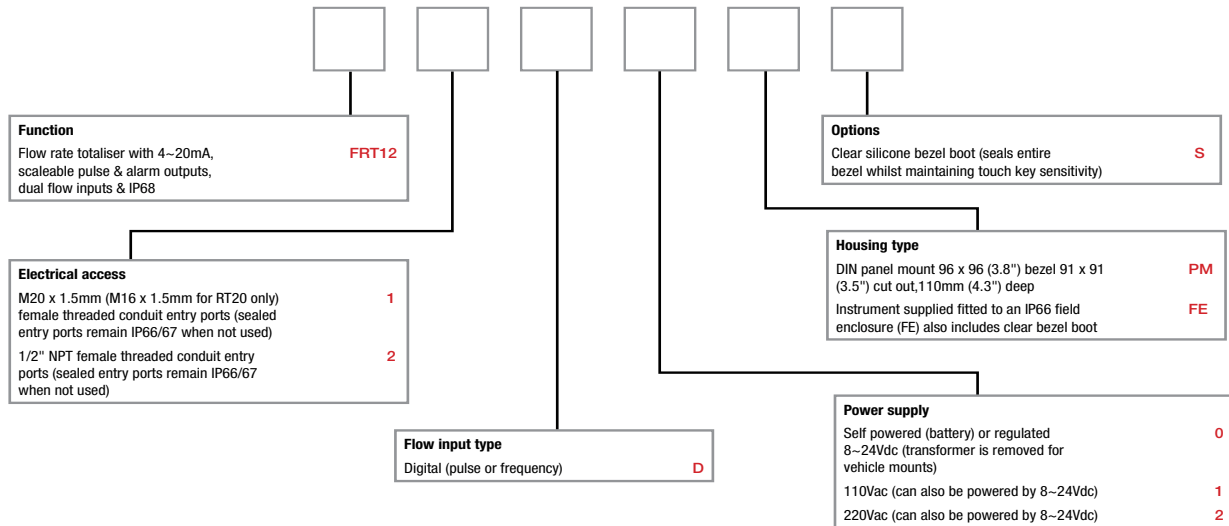 Function
Flow rate totaliser with 4~20mA, FRT12
scaleable pulse & alarm outputs,
dual flow inputs & IP68
Electrical access
M20 x 1.5mm (M16 x 1.5mm for RT20 only) 1
female threaded conduit entry ports (sealed
entry ports remain IP66/67 when not used)
1/2" NPT female threaded conduit entry 2
ports (sealed entry ports remain IP66/67
when not used)
Flow input type
Digital (pulse or frequency) D
Options
Clear silicone bezel boot (seals entire S
bezel whilst maintaining touch key sensitivity)
Housing type
DIN panel mount 96 x 96 (3.8") bezel 91 x 91 PM
(3.5") cut out,110mm (4.3") deep
Instrument supplied fitted to an IP66 field FE
enclosure (FE) also includes clear bezel boot
Power supply
Self powered (battery) or regulated 0
8~24Vdc (transformer is removed for
vehicle mounts)
110Vac (can also be powered by 8~24Vdc) 1
220Vac (can also be powered by 8~24Vdc) 2